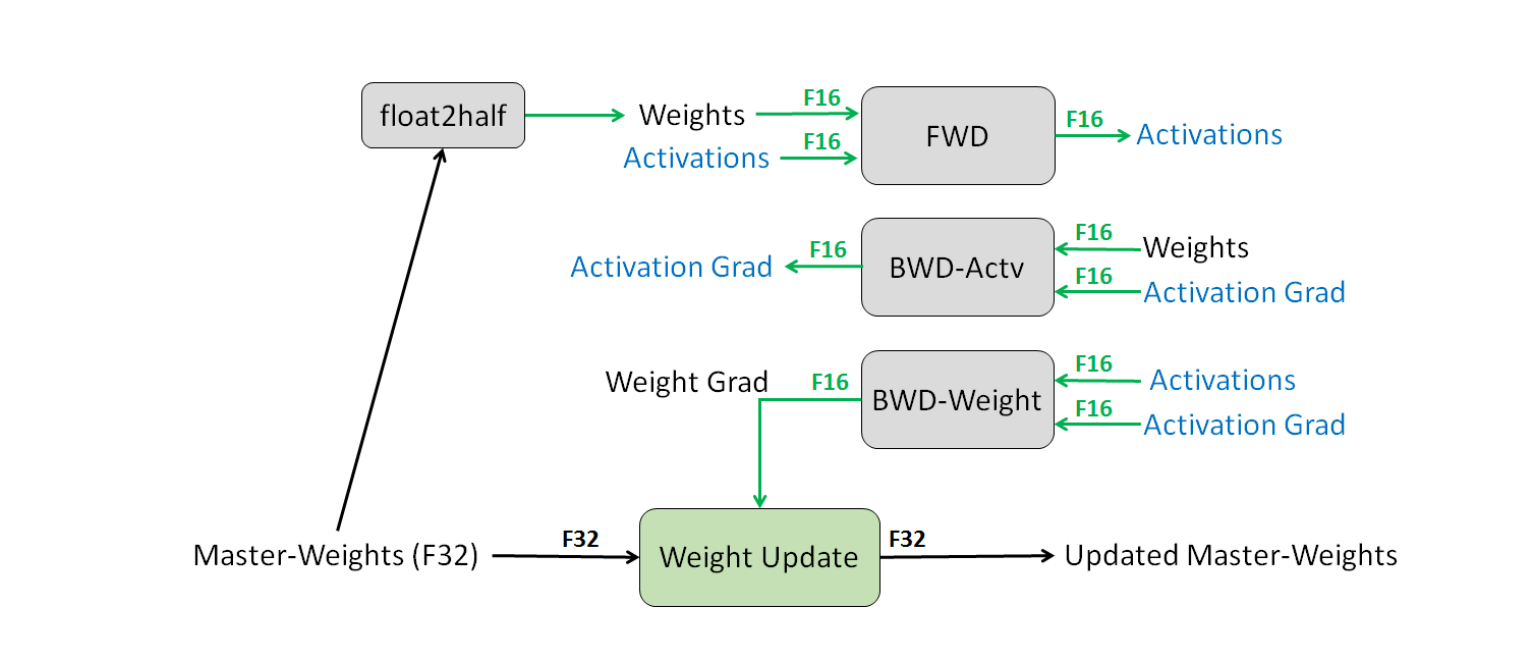 float2half
Weights
F16
Activations
F16
FWD
F16
Activations
Activation Grad
F16
BWD-Actv
F16
Weights
F16
Activation Grad
Weight Grad
F16
BWD-Weight
F16
Activations
F16
Activation Grad
Master-Weights (F32)
F32
Weight Update
F32
Updated Master-Weights